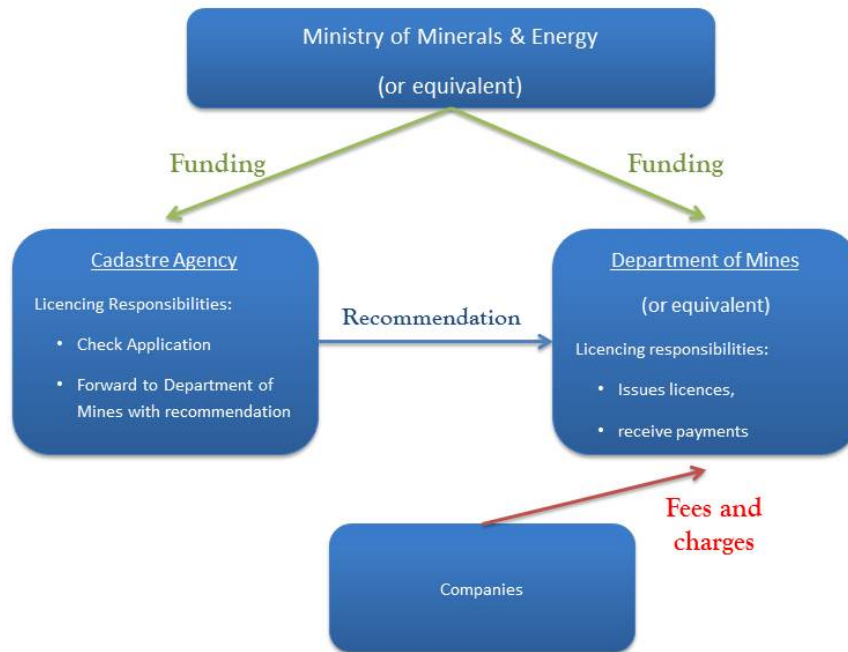 Ministry of Minerals & Energy
(or equivalent)
Funding
Funding
Cadastre Agency
Licencing Responsibilities:
• Check Application
• Forward to Department of
Mines with recommendation
Recommendation
Department of Mines
(or equivalent)
Licencing responsibilities:
• Issues licences,
• receive payments
Fees and
charges
Companies